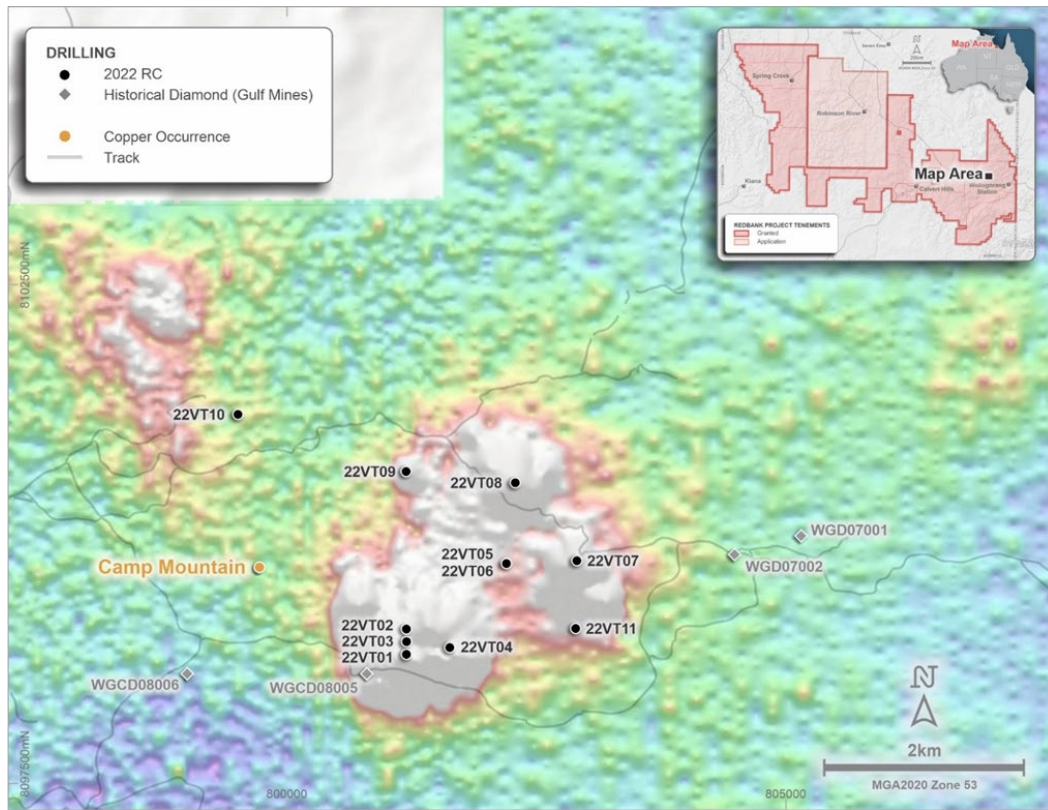 DRILLING
2022 RC
Historical Diamond (Gulf Mines)
Copper Occurrence
Track
Map Area
Spring Creek
Robinson River
Kiana
Map Area
Calvert Hills
Wollogorang
Station
REDBANK PROJECT TENEMENTS
Granted
Application
8102500mN
22VT10
22VT09
22VT08
WGD07001
22VT05
22VT06
22VT07
WGD07002
Camp Mountain
22VT02
22VT03
22VT01
22VT04
22VT11
WGCD08006
WGCD08005
N
2km
MGA2020 Zone 53
8097500mN
800000
805000